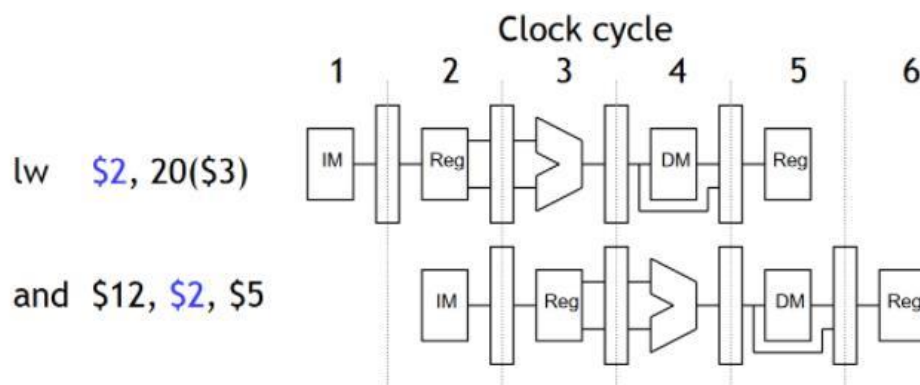 Clock cycle
1 2 3 4 5 6
lw $2, 20($3)
IM Reg DM Reg
and $12, $2, $5
IM Reg DM Reg